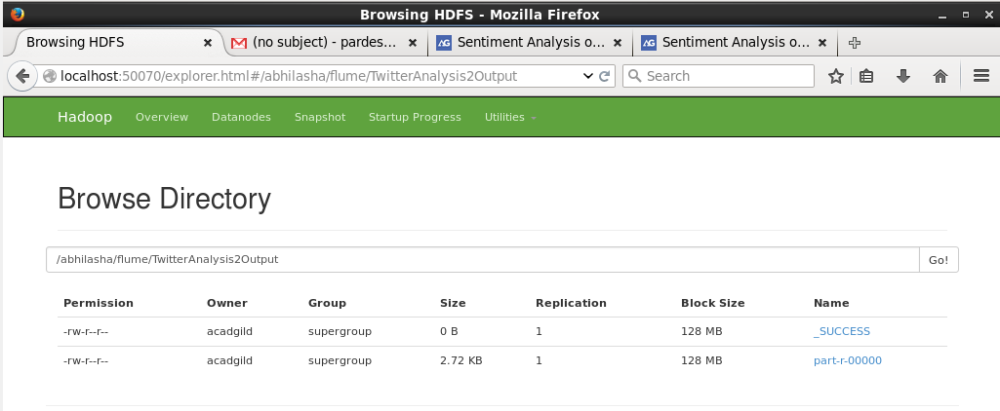 Browsing HDFS - Mozilla Firefox
Browsing HDFS (no subject) - pardes... Sentiment Analysis o... Sentiment Analysis o...
localhost:50070/explorer.html#/abhilasha/flume/TwitterAnalysis2Output Search
Hadoop Overview Datanodes Snapshot Startup Progress Utilities
Browse Directory
/abhilasha/flume/TwitterAnalysis2Output Go!
Permission Owner Group Size Replication Block Size Name
-rw-r--r-- acadgild supergroup 0 B 1 128 MB _SUCCESS
-rw-r--r-- acadgild supergroup 2.72 KB 1 128 MB part-r-00000